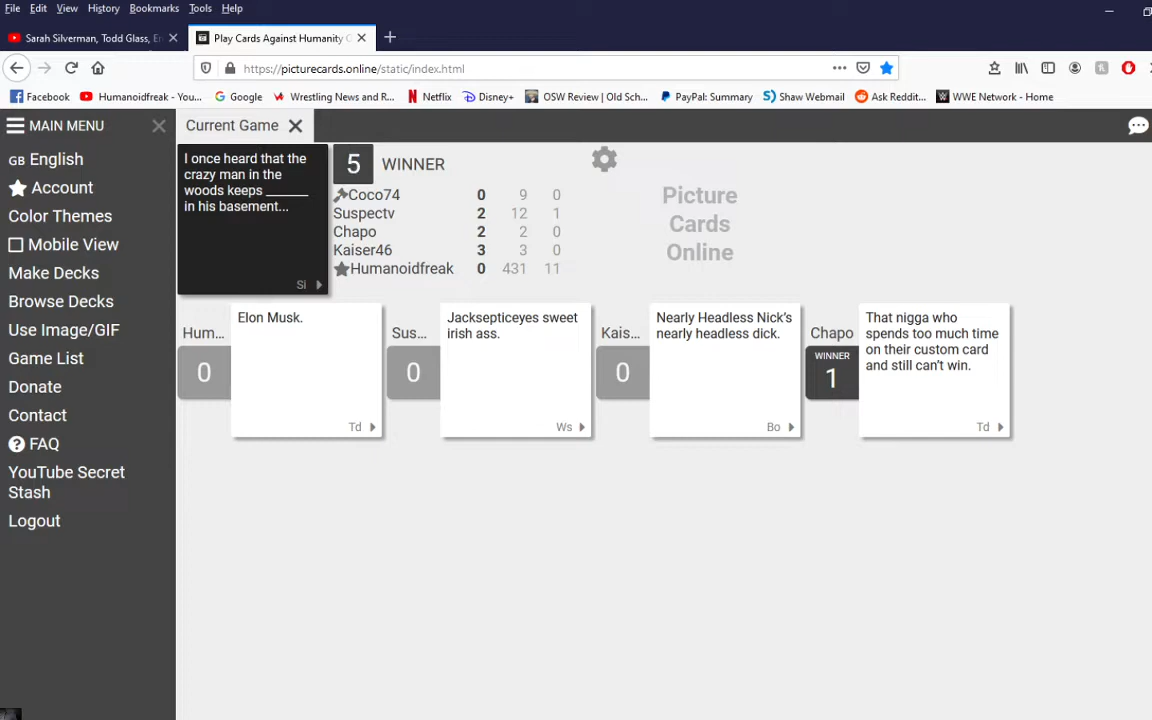 File Edit View History Bookmarks Tools Help
Sarah Silverman, Todd Glass, Er
Play Cards Against Humanity O
https://picturecards.online/static/index.html
Facebook Humanoidfreak - You... Google Wrestling News and R... Netflix Disney+ OSW Review | Old Sch... PayPal: Summary Shaw Webmail Ask Reddit... WWE Network - Home
MAIN MENU
Current Game
GB English
Account
Color Themes
Mobile View
Make Decks
Browse Decks
Use Image/GIF
Game List
Donate
Contact
FAQ
YouTube Secret
Stash
Logout
I once heard that the
crazy man in the
woods keeps _______
in his basement...
Si
5 WINNER
Coco74 0 9 0
Suspectv 2 12 1
Chapo 2 2 0
Kaiser46 3 3 0
Humanoidfreak 0 431 11
Picture
Cards
Online
Hum...
0
Elon Musk.
Td
Sus...
0
Jacksepticeyes sweet
irish ass.
Ws
Kais...
0
Nearly Headless Nick's
nearly headless dick.
Bo
Chapo
WINNER
1
That nigga who
spends too much time
on their custom card
and still can't win.
Td